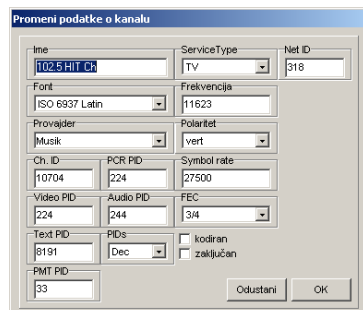 Promeni podatke o kanalu
Ime ServiceType Net ID
102.5 HIT Ch TV 318
Font Frekvencija
ISO 6937 Latin 11623
Provajder Polaritet
Musik vert
Ch. ID PCR PID Symbol rate
10704 224 27500
Video PID Audio PID FEC
224 244 3/4
Text PID PIDs kodiran
8191 Dec zaključan
PMT PID
33 Odustani OK